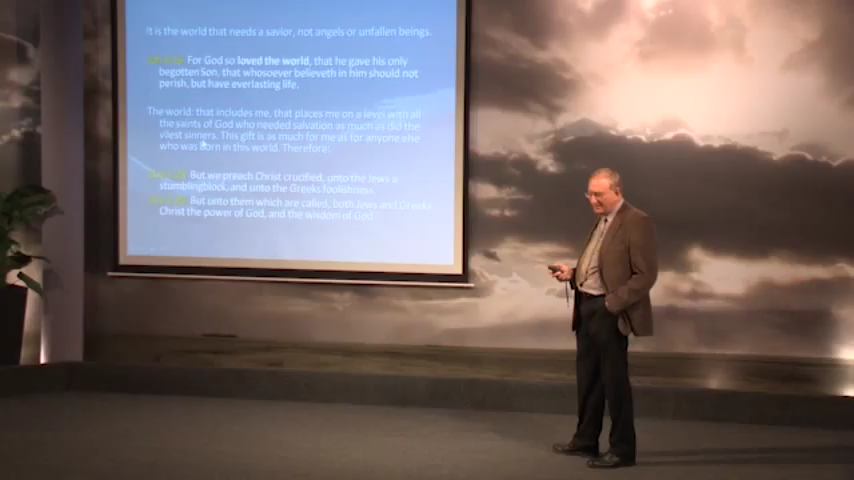 It is the world that needs a savior, not angels or unfallen beings.
For God so loved the world, that he gave his only
begotten Son, that whosoever believeth in him should not
perish, but have everlasting life.
The world: that includes me, that places me on a level with all
the saints of God who needed salvation as much as did the
vilest sinners. This gift is as much for me as for anyone else
who was born in this world. Therefore:
But we preach Christ crucified, unto the Jews a
stumblingblock, and unto the Greeks foolishness
But unto them which are called, both Jews and Greeks,
Christ the power of God, and the wisdom of God